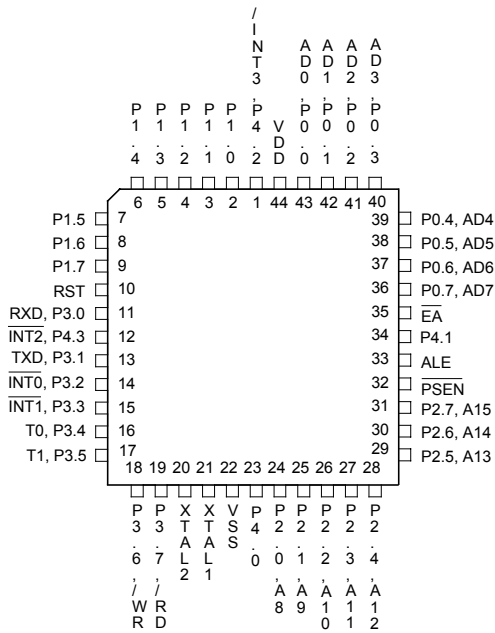 P1.4
P1.3
P1.2
P1.1
P1.0
/INT3,P4.2
VDD
AD0,P0.0
AD1,P0.1
AD2,P0.2
AD3,P0.3
6 5 4 3 2 1 44 43 42 41 40
P1.5 7
P1.6 8
P1.7 9
RST 10
RXD, P3.0 11
INT2, P4.3 12
TXD, P3.1 13
INT0, P3.2 14
INT1, P3.3 15
T0, P3.4 16
T1, P3.5 17
39 P0.4, AD4
38 P0.5, AD5
37 P0.6, AD6
36 P0.7, AD7
35 EA
34 P4.1
33 ALE
32 PSEN
31 P2.7, A15
30 P2.6, A14
29 P2.5, A13
18 19 20 21 22 23 24 25 26 27 28
P3.6,/WR
P3.7,/RD
XTAL2
XTAL1
VSS
P4.0
P2.0,A8
P2.1,A9
P2.2,A10
P2.3,A11
P2.4,A12